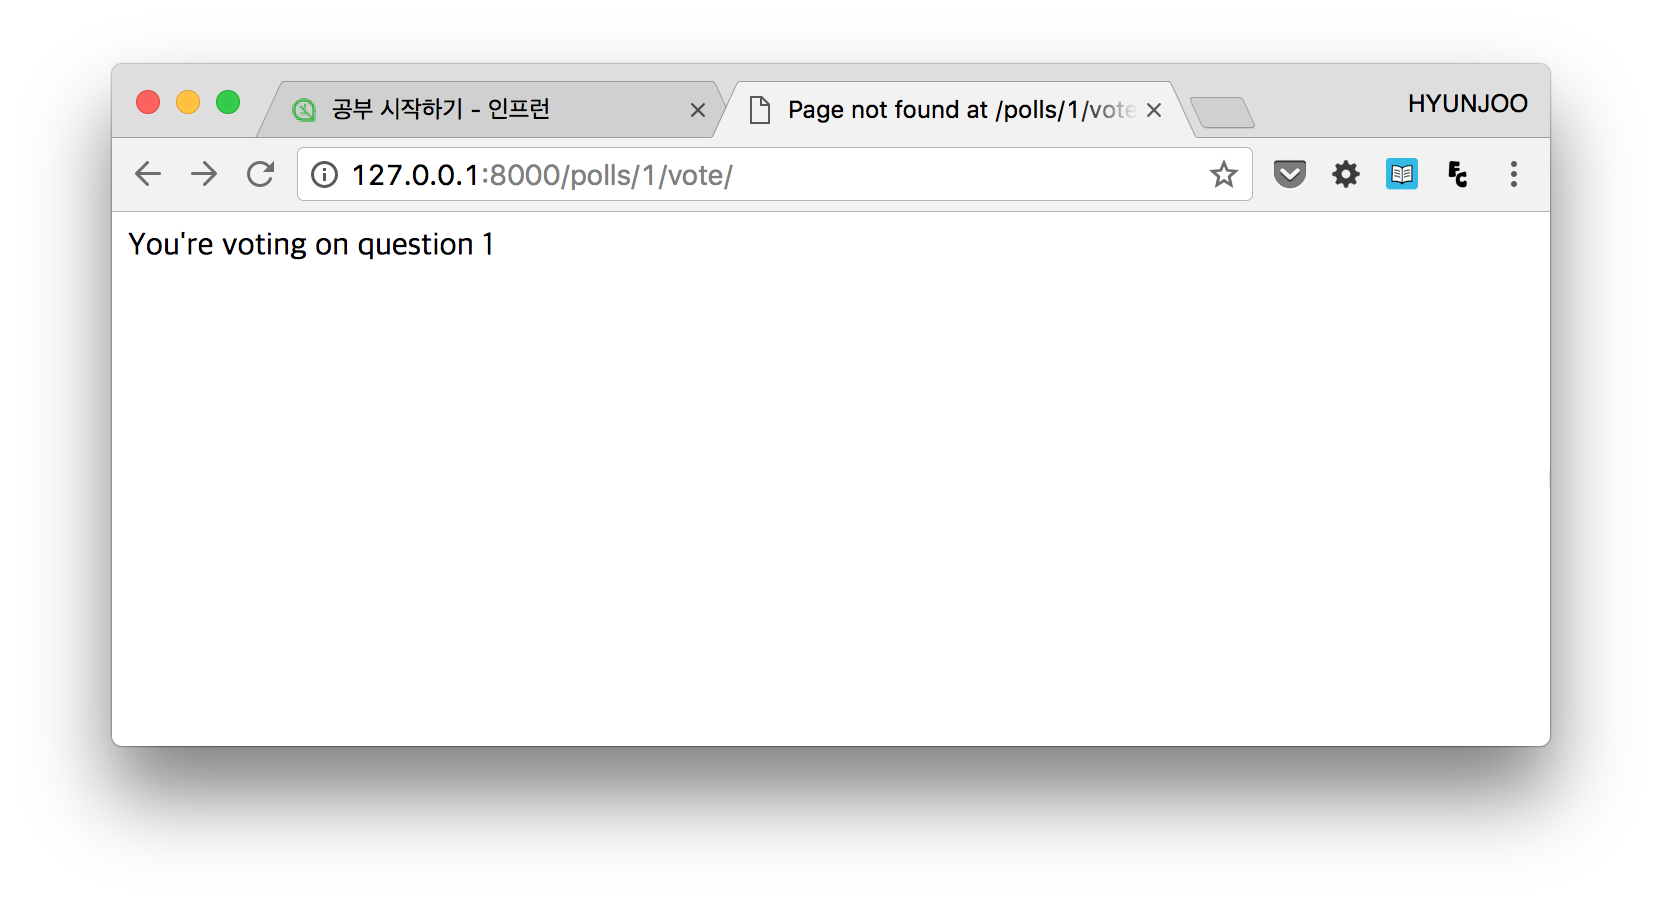 공부 시작하기 - 인프런
Page not found at /polls/1/vote
HYUNJOO
127.0.0.1:8000/polls/1/vote/
You're voting on question 1